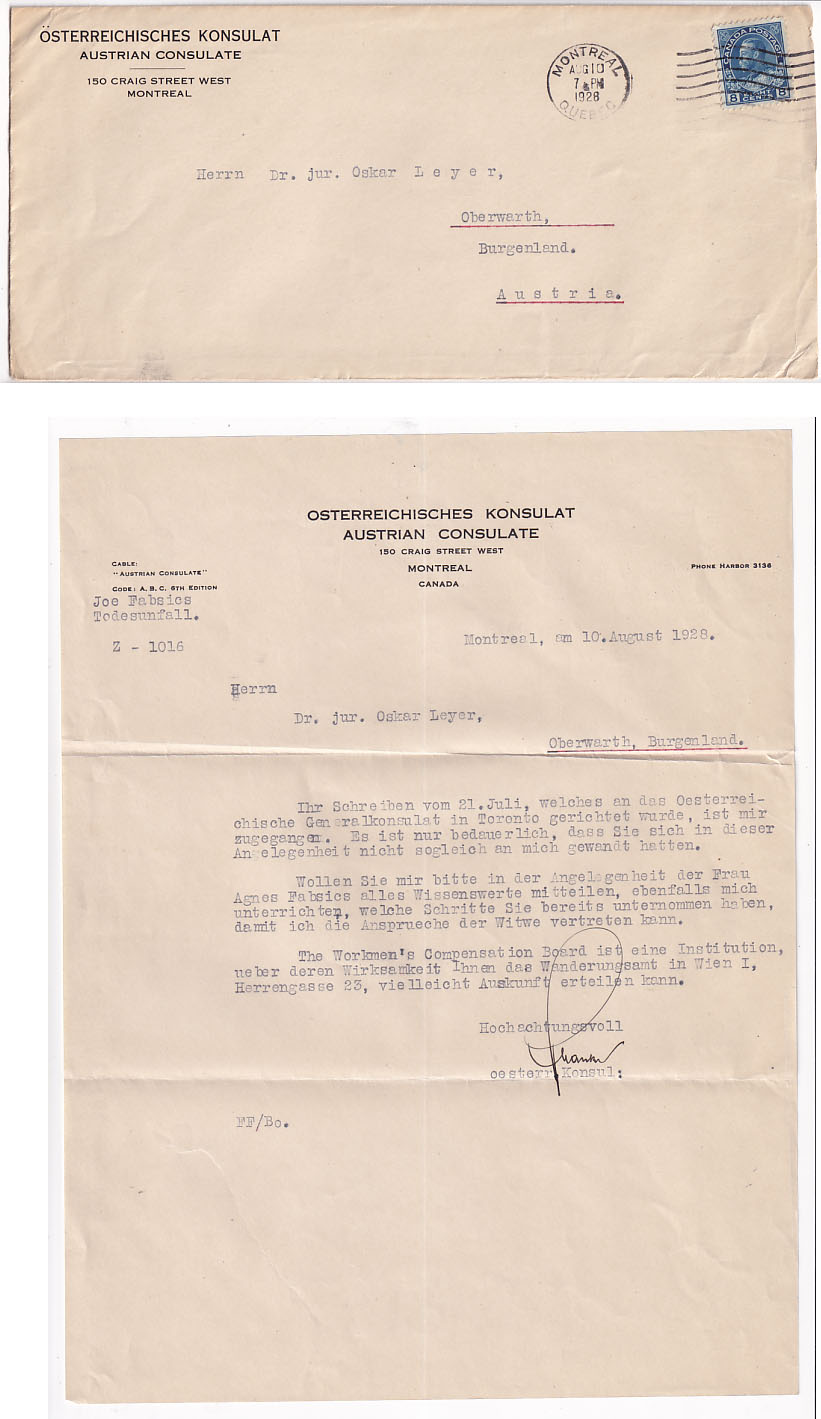 ÖSTERREICHISCHES KONSULAT
AUSTRIAN CONSULATE
150 CRAIG STREET WEST
MONTREAL
MONTREAL
AUG 10
7 PM
1928
QUEBEC
CANADA POSTAGE
8 CENTS 8
Herrn Dr. jur. Oskar L e y e r,
Oberwarth,
Burgenland.
A u s t r i a.
OSTERREICHISCHES KONSULAT
AUSTRIAN CONSULATE
150 CRAIG STREET WEST
MONTREAL
CANADA
CABLE:
"AUSTRIAN CONSULATE"
CODE: A. B. C. 6TH EDITION
PHONE HARBOR 3136
Joe Fabsics
Todesunfall.
Z - 1016
Montreal, am 10.August 1928.
Herrn
Dr. jur. Oskar Leyer,
Oberwarth, Burgenland.
Ihr Schreiben vom 21.Juli, welches an das Oesterrei-
chische Generalkonsulat in Toronto gerichtet wurde, ist mir
zugegangen. Es ist nur bedauerlich, dass Sie sich in dieser
Angelegenheit nicht sogleich an mich gewandt hatten.
Wollen Sie mir bitte in der Angelegenheit der Frau
Agnes Fabsics alles Wissenswerte mitteilen, ebenfalls mich
unterrichten, welche Schritte Sie bereits unternommen haben,
damit ich die Ansprueche der Witwe vertreten kann.
The Workmen's Compensation Board ist eine Institution,
ueber deren Wirksamkeit Ihnen das Wanderungsamt in Wien I,
Herrengasse 23, vielleicht Auskunft erteilen kann.
Hochachtungsvoll
oesterr.Konsul:
FF/Bo.